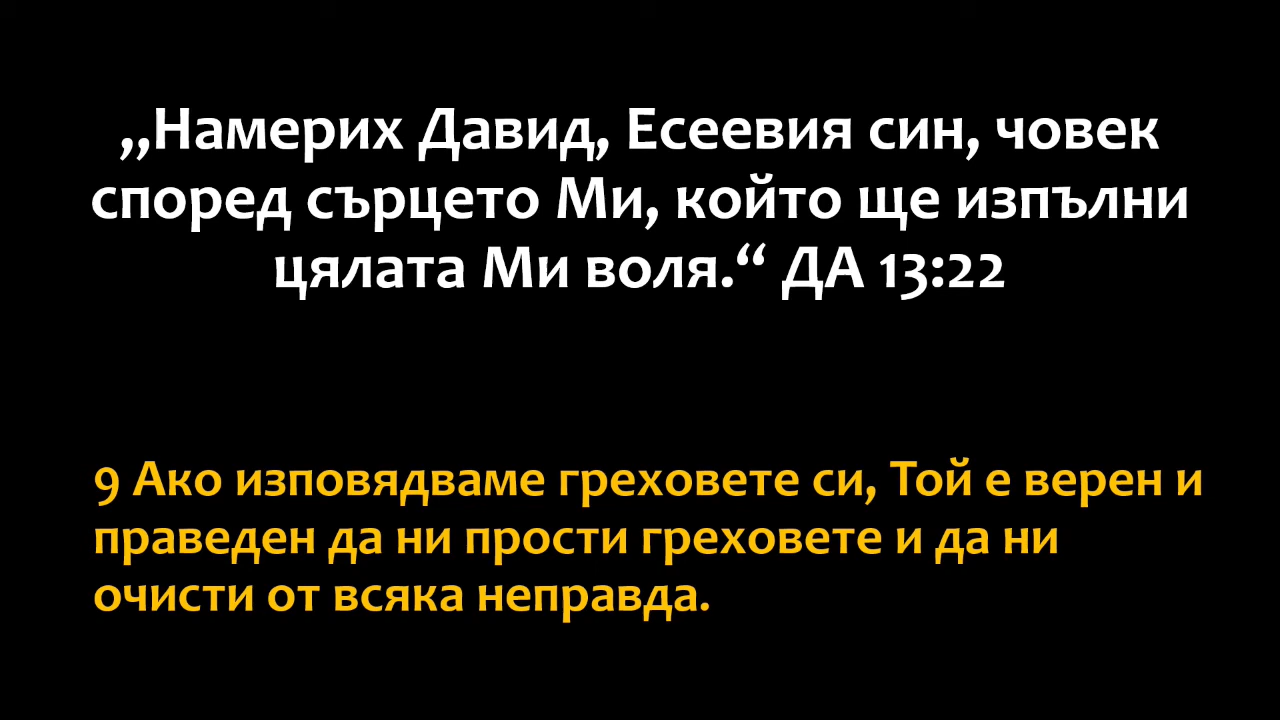 „Намерих Давид, Есеевия син, човек
според сърцето Ми, който ще изпълни
цялата Ми воля.“ ДА 13:22
9 Ако изповядваме греховете си, Той е верен и
праведен да ни прости греховете и да ни
очисти от всяка неправда.